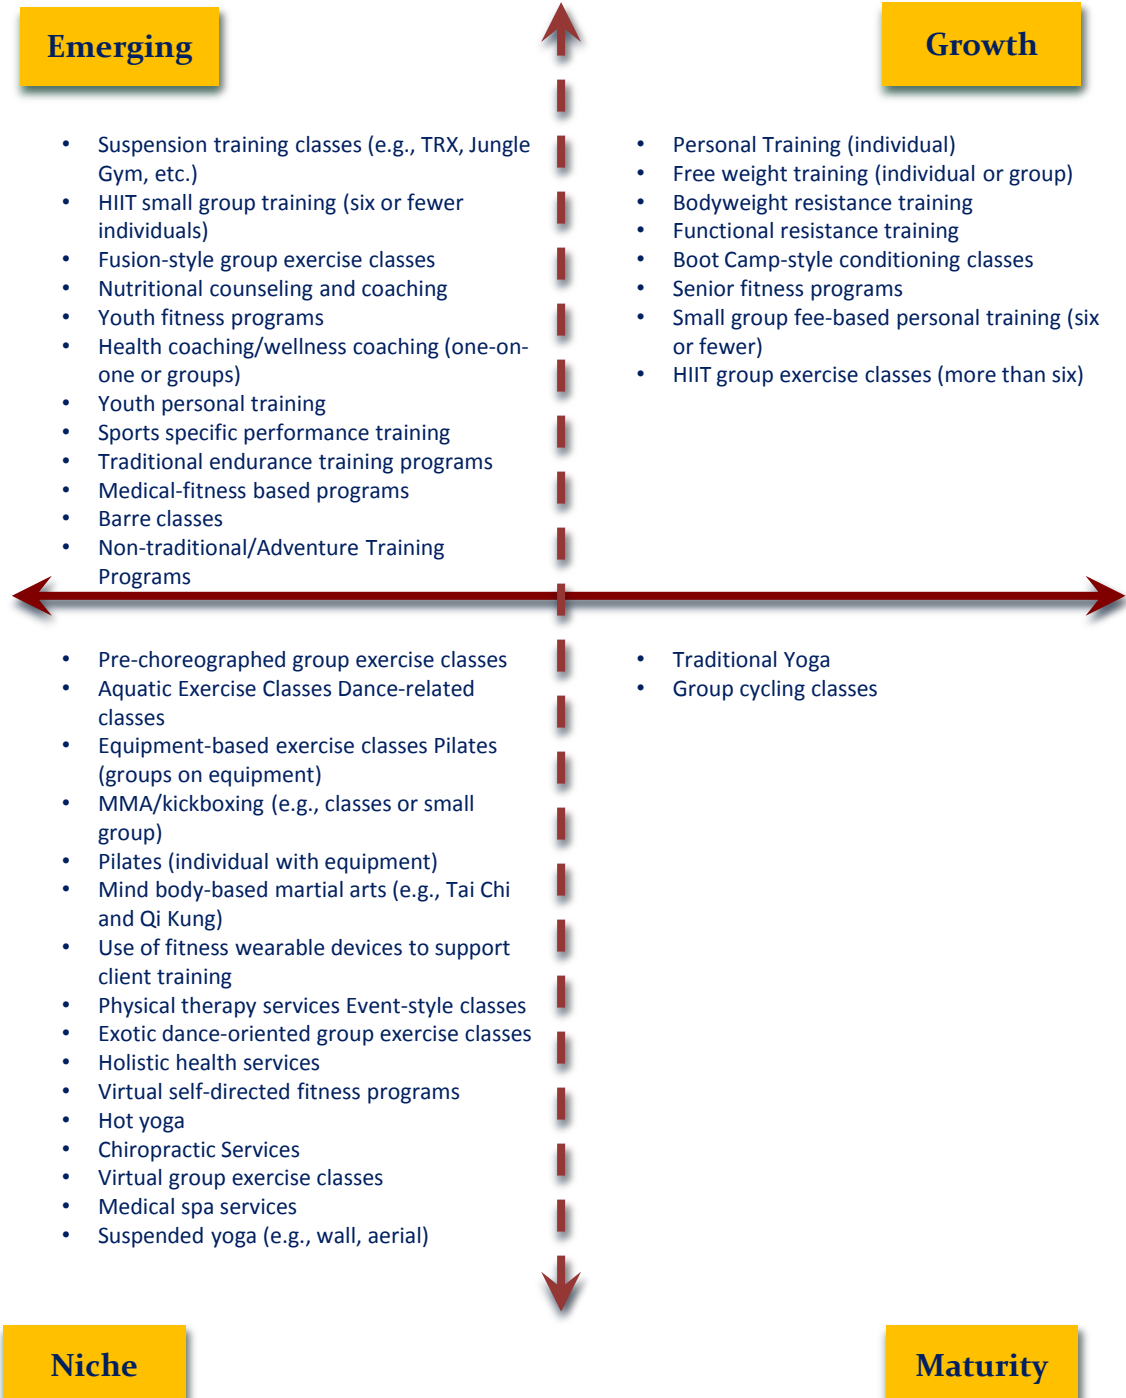 Emerging
Growth
• Suspension training classes (e.g., TRX, Jungle
Gym, etc.)
• HIIT small group training (six or fewer
individuals)
• Fusion-style group exercise classes
• Nutritional counseling and coaching
• Youth fitness programs
• Health coaching/wellness coaching (one-on-
one or groups)
• Youth personal training
• Sports specific performance training
• Traditional endurance training programs
• Medical-fitness based programs
• Barre classes
• Non-traditional/Adventure Training
Programs
• Personal Training (individual)
• Free weight training (individual or group)
• Bodyweight resistance training
• Functional resistance training
• Boot Camp-style conditioning classes
• Senior fitness programs
• Small group fee-based personal training (six
or fewer)
• HIIT group exercise classes (more than six)
• Pre-choreographed group exercise classes
• Aquatic Exercise Classes Dance-related
classes
• Equipment-based exercise classes Pilates
(groups on equipment)
• MMA/kickboxing (e.g., classes or small
group)
• Pilates (individual with equipment)
• Mind body-based martial arts (e.g., Tai Chi
and Qi Kung)
• Use of fitness wearable devices to support
client training
• Physical therapy services Event-style classes
• Exotic dance-oriented group exercise classes
• Holistic health services
• Virtual self-directed fitness programs
• Hot yoga
• Chiropractic Services
• Virtual group exercise classes
• Medical spa services
• Suspended yoga (e.g., wall, aerial)
• Traditional Yoga
• Group cycling classes
Niche
Maturity